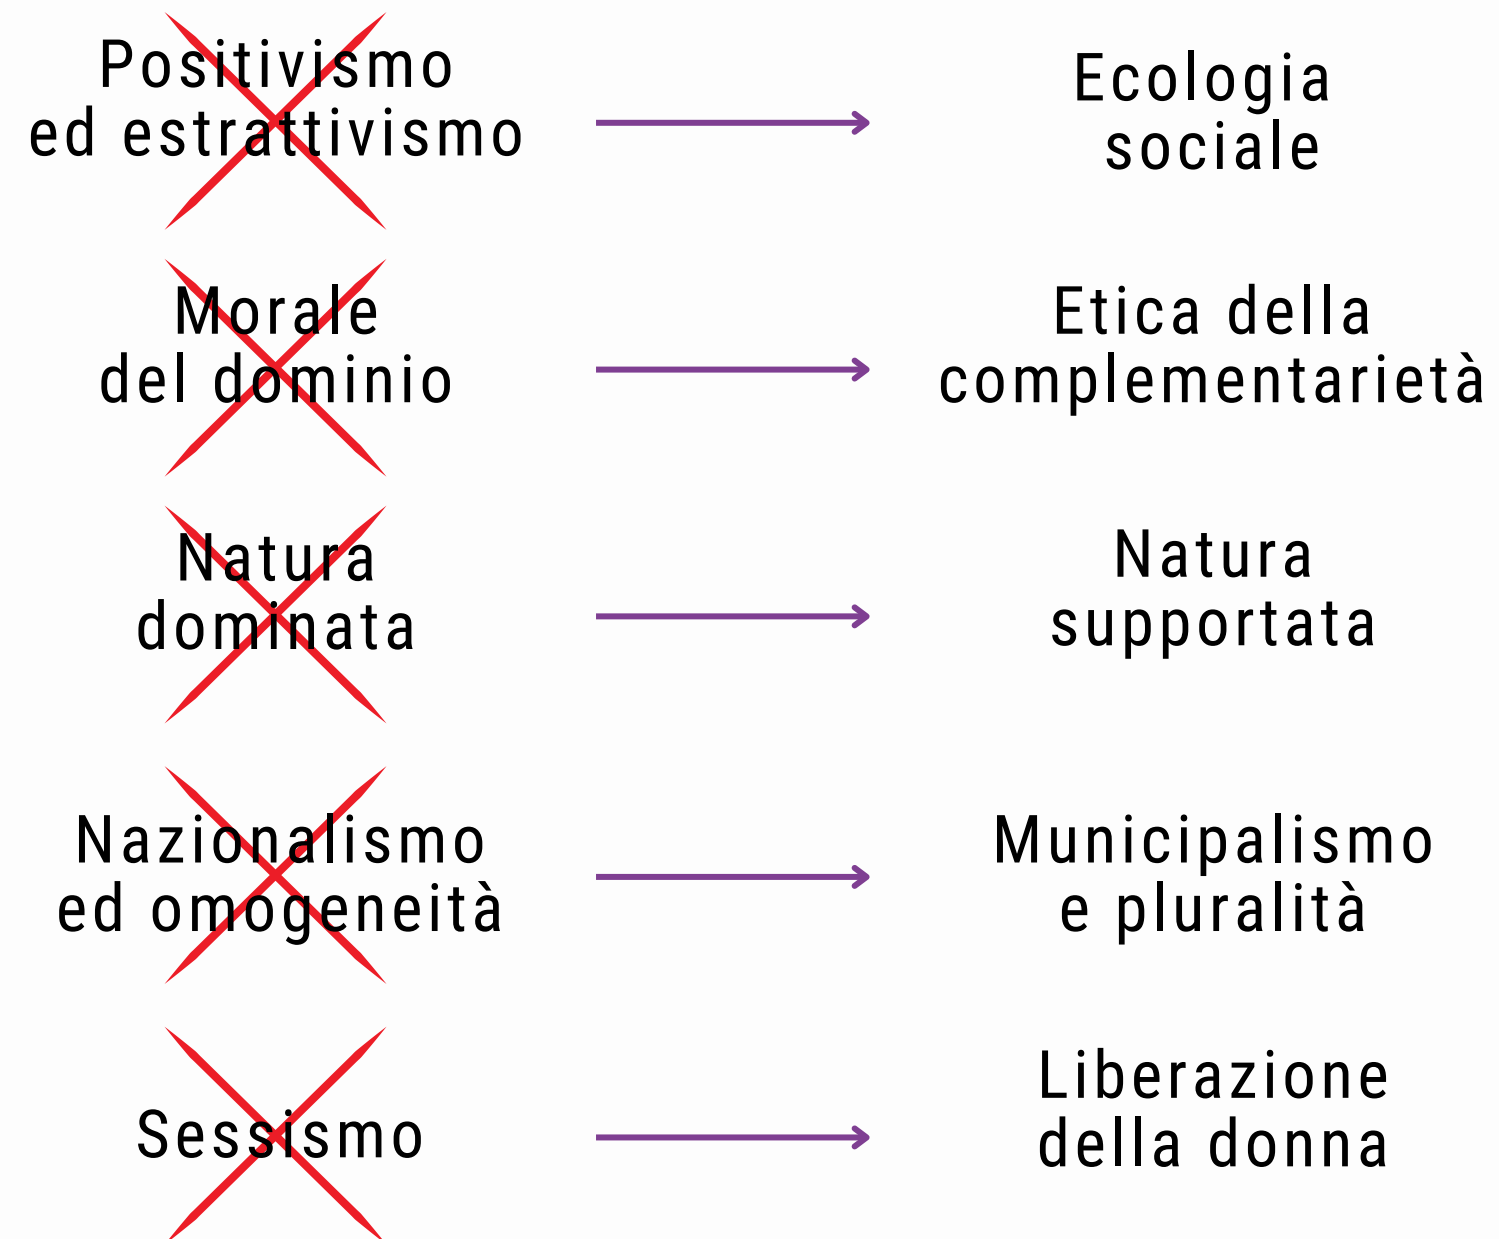 Positivismo
ed estrattivismo
Ecologia
sociale
Morale
del dominio
Etica della
complementarietà
Natura
dominata
Natura
supportata
Nazionalismo
ed omogeneità
Municipalismo
e pluralità
Sessismo
Liberazione
della donna